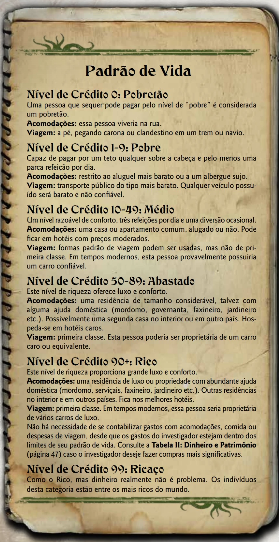 Padrão de Vida
Nível de Crédito 0: Pobretão
Uma pessoa que sequer pode pagar pelo nível de "pobre" é considerada
um pobretão.
Acomodações: essa pessoa viveria na rua.
Viagem: a pé, pegando carona ou clandestino em um trem ou navio.
Nível de Crédito 1-9: Pobre
Capaz de pagar por um teto qualquer sobre a cabeça e pelo menos uma
parca refeição por dia.
Acomodações: restrito ao aluguel mais barato ou a um albergue sujo.
Viagem: transporte público do tipo mais barato. Qualquer veículo possu-
ído será barato e não confiável.
Nível de Crédito 10-49: Médio
Um nível razoável de conforto, três refeições por dia e uma diversão ocasional.
Acomodações: uma casa ou apartamento comum, alugado ou não. Pode
ficar em hotéis com preços moderados.
Viagem: formas padrão de viagem podem ser usadas, mas não de pri-
meira classe. Em tempos modernos, esta pessoa provavelmente possuiria
um carro confiável.
Nível de Crédito 50-89: Abastado
Este nível de riqueza oferece luxo e conforto.
Acomodações: uma residência de tamanho considerável, talvez com
alguma ajuda doméstica (mordomo, governanta, faxineiro, jardineiro
etc.). Possivelmente uma segunda casa no interior ou em outro país. Hos-
peda-se em hotéis caros.
Viagem: primeira classe. Esta pessoa poderia ser proprietária de um carro
caro ou equivalente.
Nível de Crédito 90+: Rico
Este nível de riqueza proporciona grande luxo e conforto.
Acomodações: uma residência de luxo ou propriedade com abundante ajuda
doméstica (mordomo, serviçais, faxineiro, jardineiro etc.). Outras residências
no interior e em outros países. Fica nos melhores hotéis.
Viagem: primeira classe. Em tempos modernos, essa pessoa seria proprietária
de vários carros de luxo.
Não há necessidade de se contabilizar gastos com acomodações, comida ou
despesas de viagem, desde que os gastos do investigador estejam dentro dos
limites de seu padrão de vida. Consulte a Tabela II: Dinheiro e Patrimônio
(página 47) caso o investigador deseje fazer compras mais significativas.
Nível de Crédito 99: Ricaço
Como o Rico, mas dinheiro realmente não é problema. Os indivíduos
desta categoria estão entre os mais ricos do mundo.